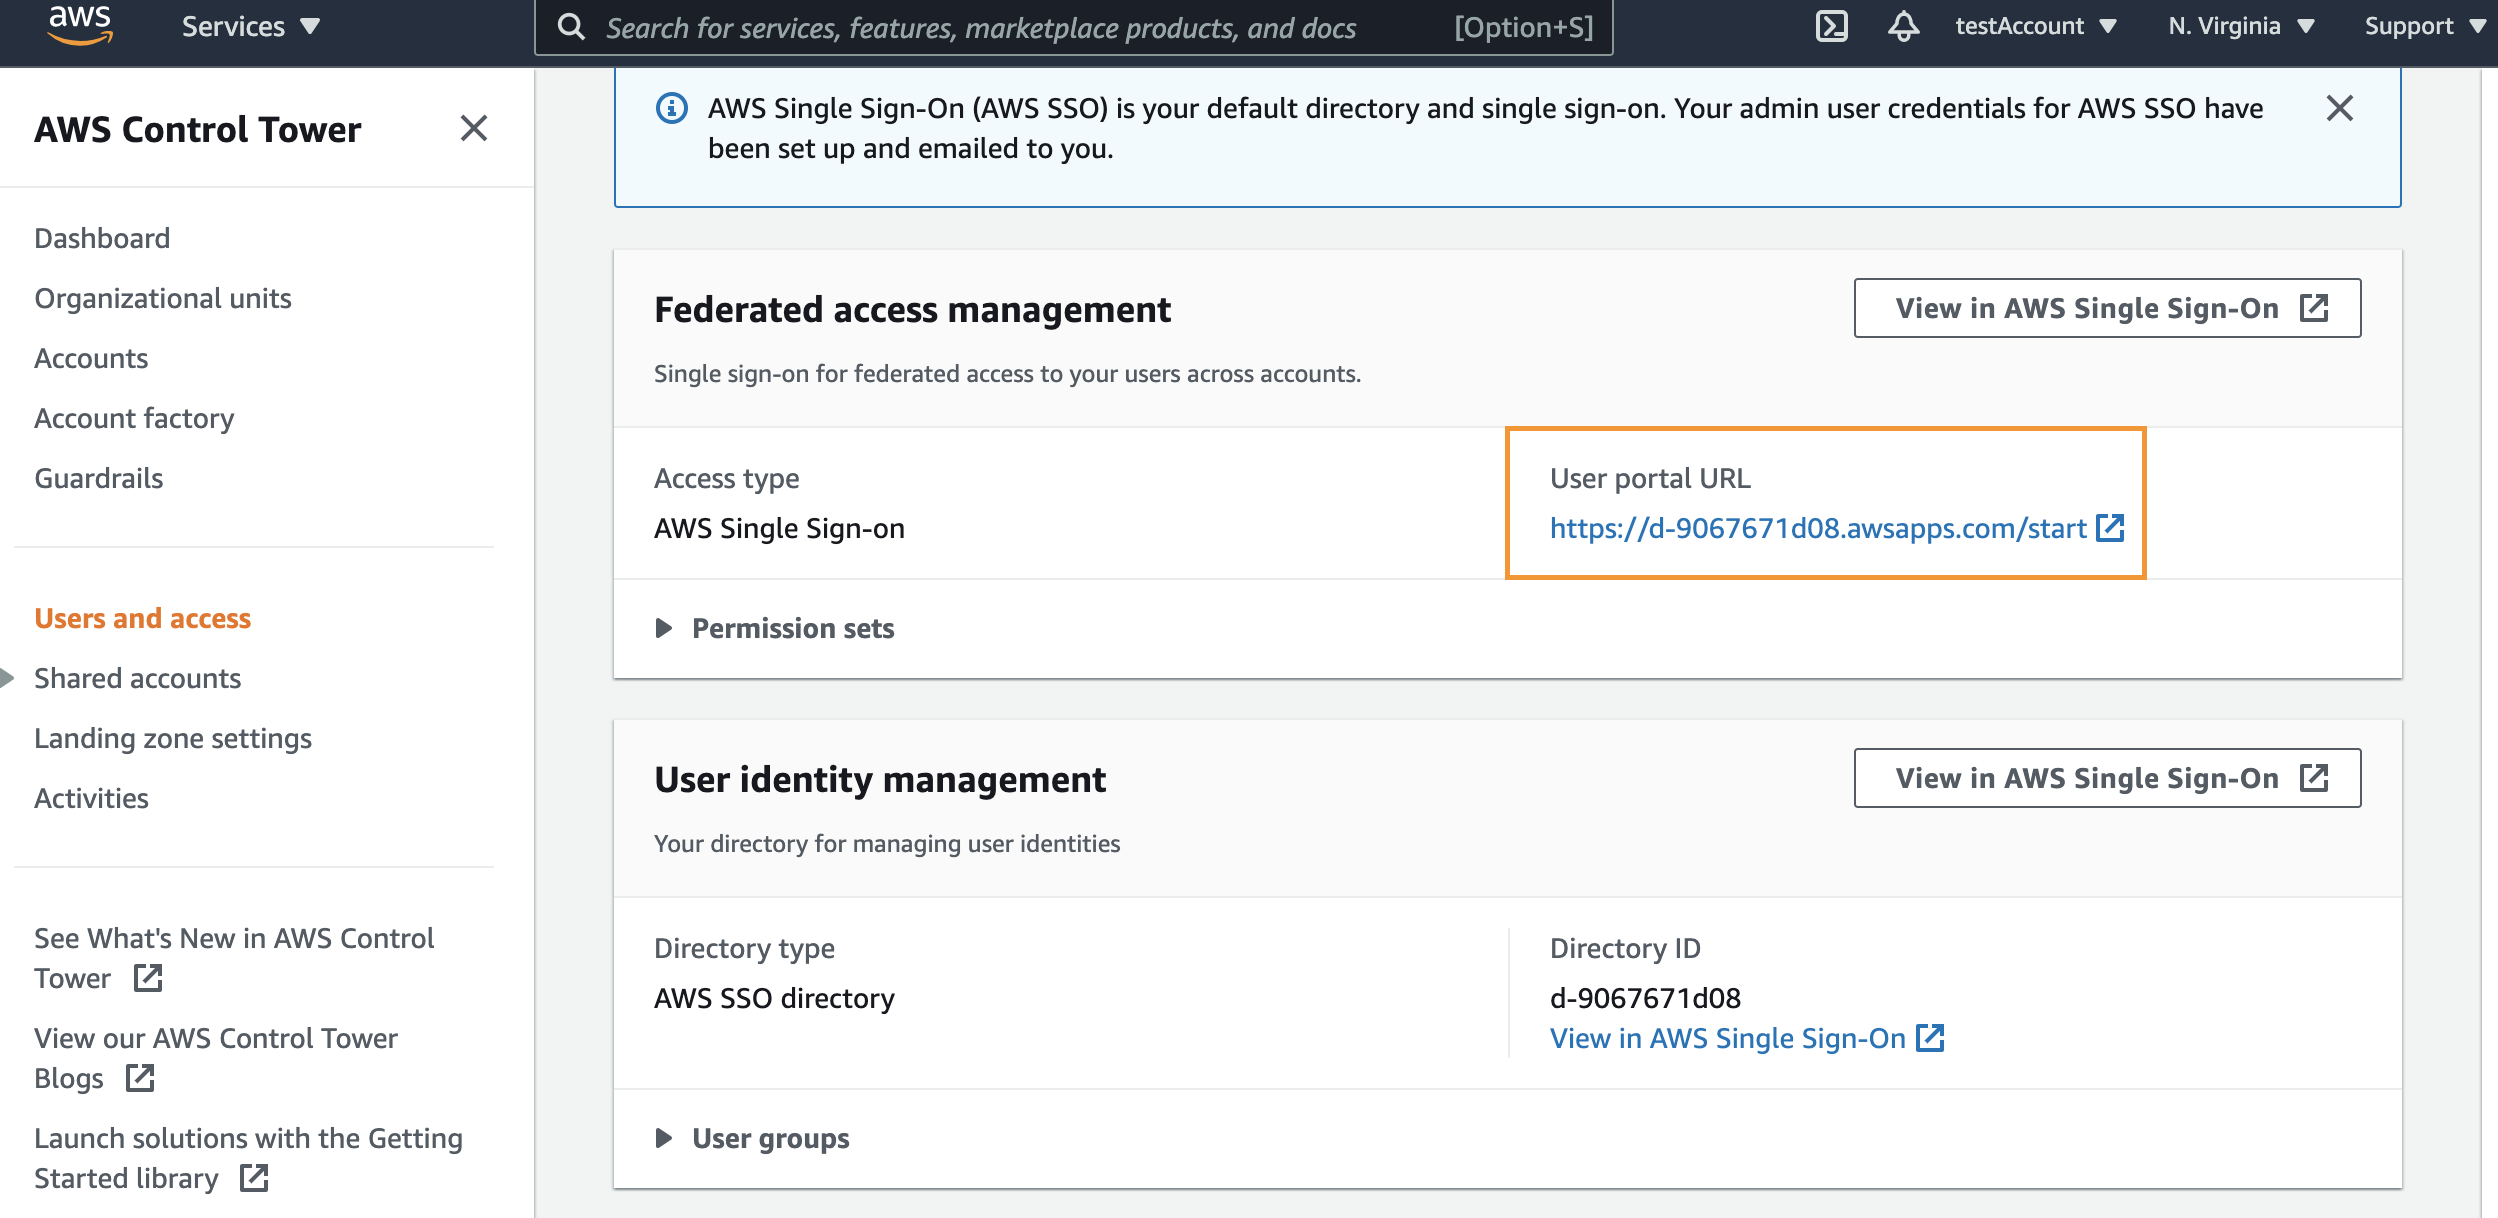 aws
Services
Search for services, features, marketplace products, and docs
[Option+S]
testAccount
N. Virginia
Support
AWS Control Tower
Dashboard
Organizational units
Accounts
Account factory
Guardrails
Users and access
Shared accounts
Landing zone settings
Activities
See What's New in AWS Control
Tower
View our AWS Control Tower
Blogs
Launch solutions with the Getting
Started library
AWS Single Sign-On (AWS SSO) is your default directory and single sign-on. Your admin user credentials for AWS SSO have
been set up and emailed to you.
Federated access management
View in AWS Single Sign-On
Single sign-on for federated access to your users across accounts.
Access type
AWS Single Sign-on
User portal URL
https://d-9067671d08.awsapps.com/start
Permission sets
User identity management
View in AWS Single Sign-On
Your directory for managing user identities
Directory type
AWS SSO directory
Directory ID
d-9067671d08
View in AWS Single Sign-On
User groups